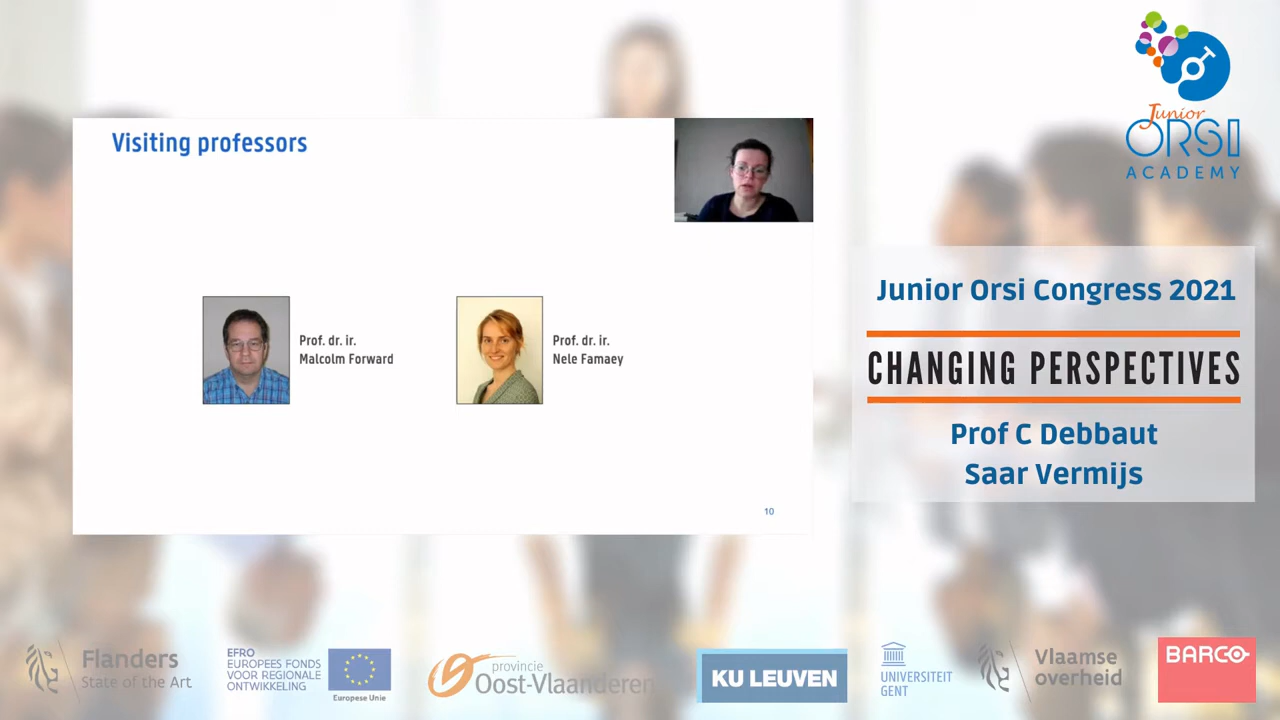 Visiting professors
Prof. dr. ir.
Malcolm Forward
Prof. dr. ir.
Nele Famaey
10
Junior
ORSI
ACADEMY
Junior Orsi Congress 2021
CHANGING PERSPECTIVES
Prof C Debbaut
Saar Vermijs
Flanders
State of the Art
EFRO
EUROPEES FONDS
VOOR REGIONALE
ONTWIKKELING
Europese Unie
provincie
Oost-Vlaanderen
KU LEUVEN
UNIVERSITEIT
GENT
Vlaamse
overheid
BARCO